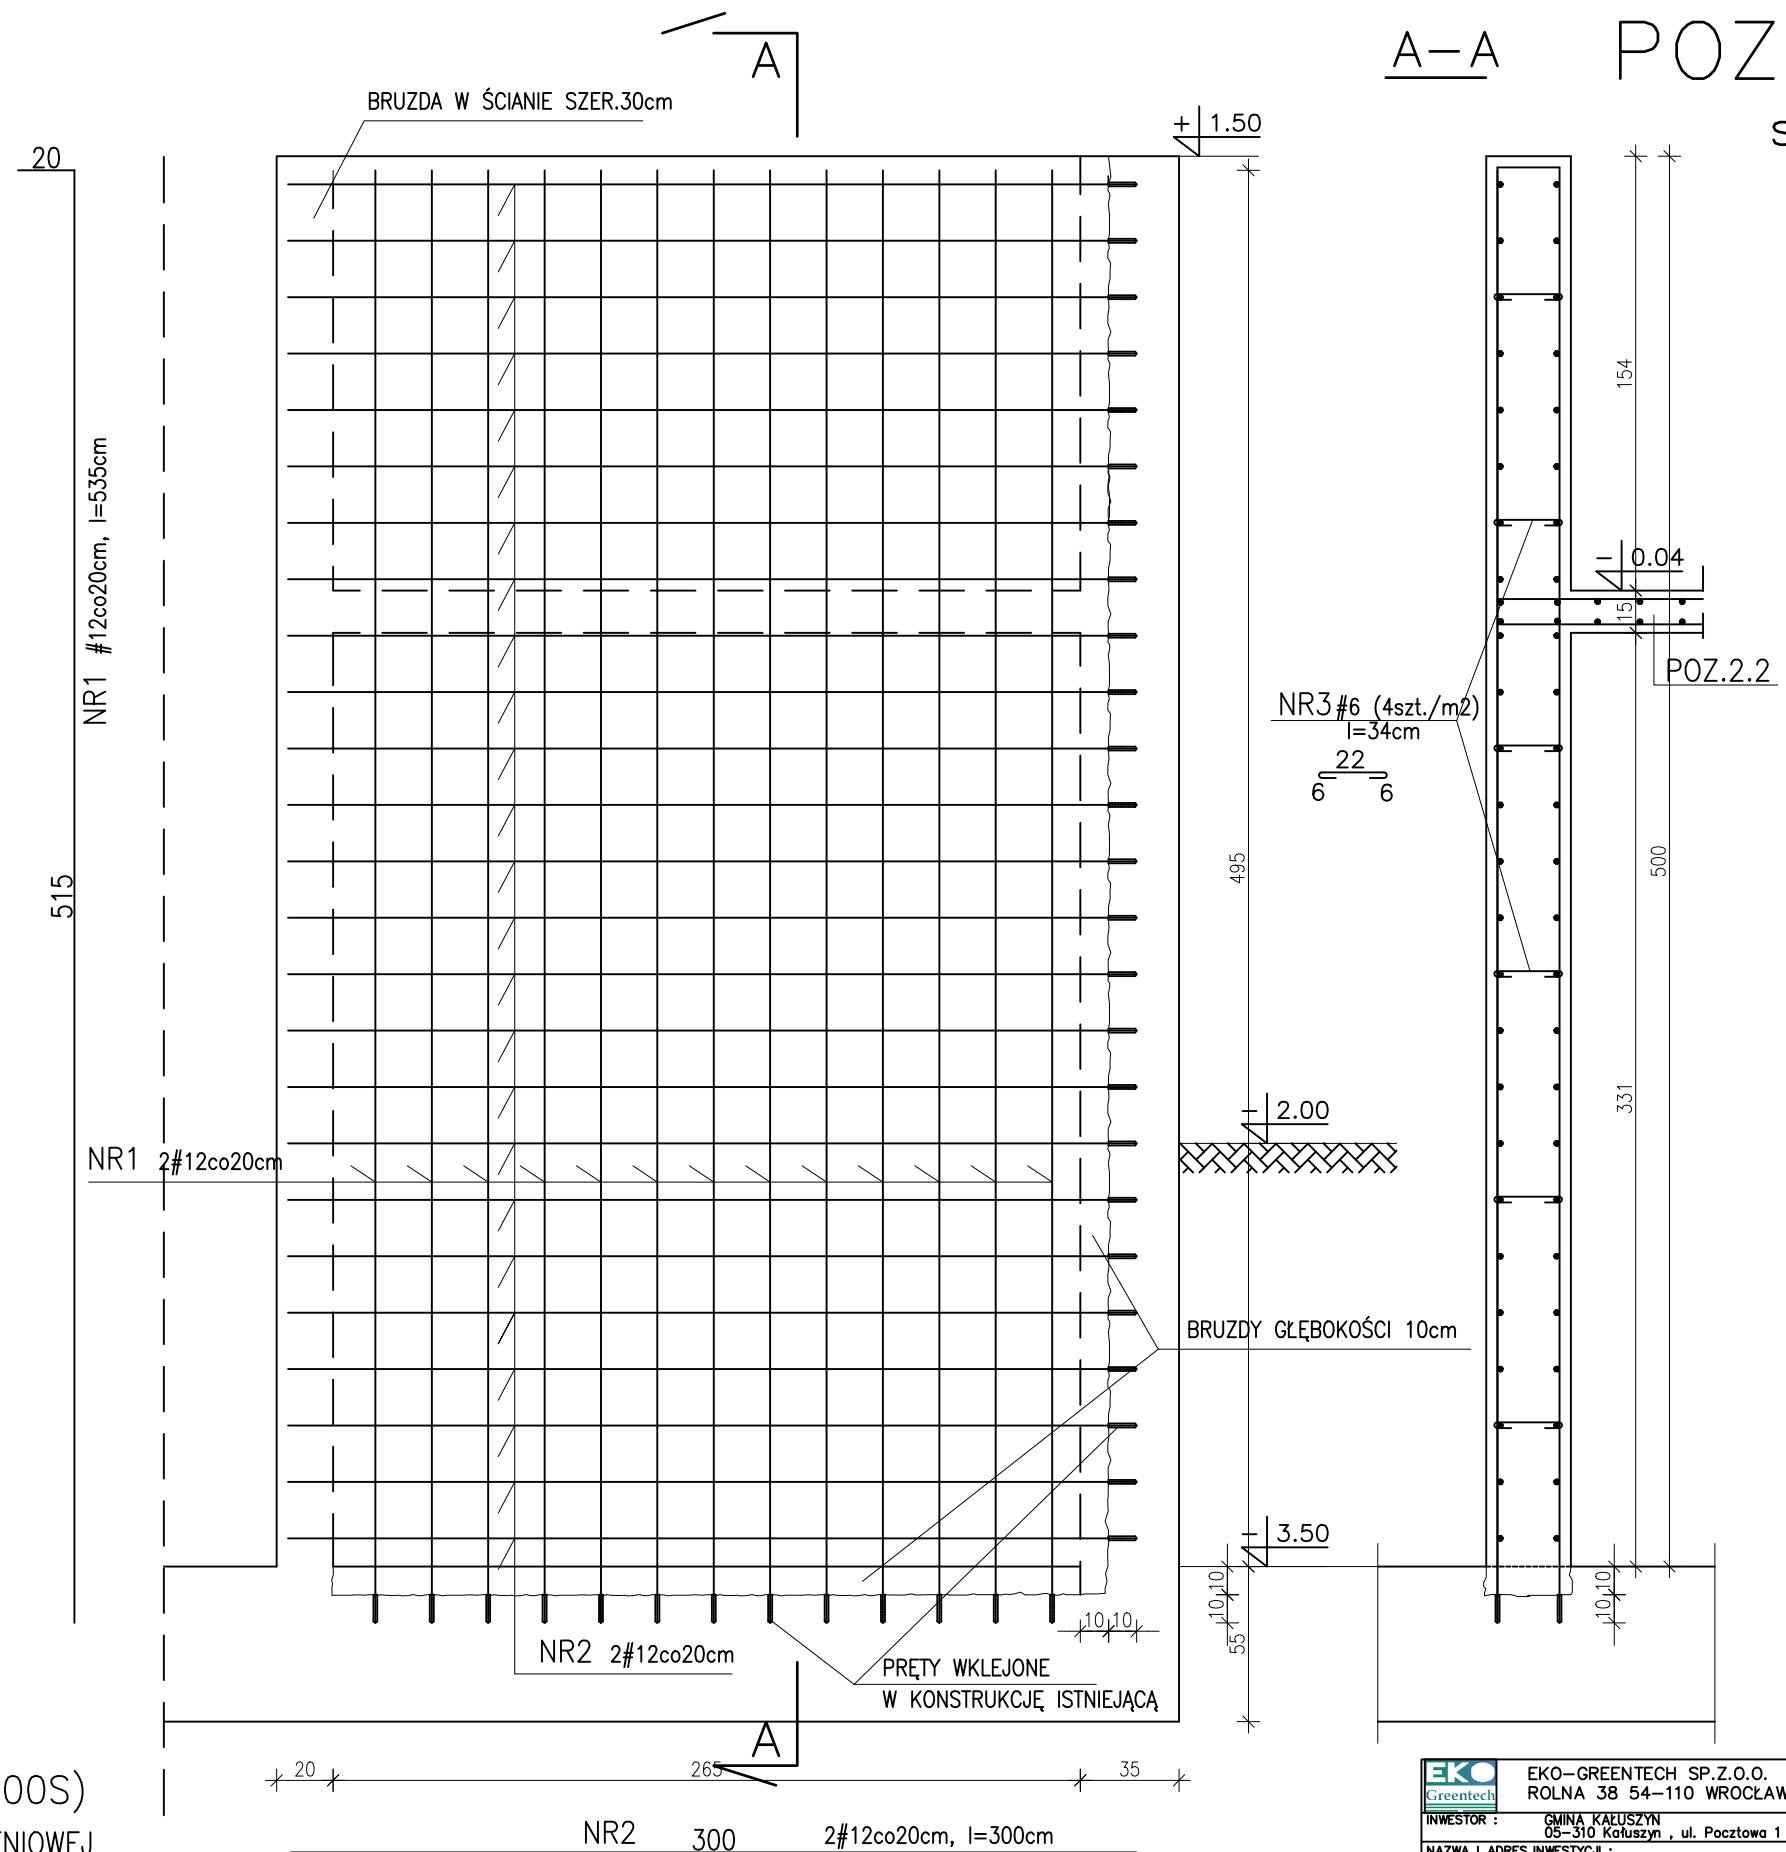 A
A-A
POZ
BRUZDA W ŚCIANIE SZER.30cm
+ 1.50
S
20
154
NR1 #12co20cm, l=535cm
- 0.04
15
POZ.2.2
NR3 #6 (4szt./m2)
l=34cm
22
6 6
495
500
515
331
- 2.00
NR1 2#12co20cm
BRUZDY GŁĘBOKOŚCI 10cm
- 3.50
10
10
10
10
10 10
55
NR2 2#12co20cm
PRĘTY WKLEJONE
W KONSTRUKCJĘ ISTNIEJĄCĄ
A
20 265 35
00S)
NR2 300 2#12co20cm, l=300cm
EKO
Greentech
EKO-GREENTECH SP.Z.O.O.
ROLNA 38 54-110 WROCŁAW
INWESTOR : GMINA KAŁUSZYN
05-310 Kałuszyn , ul. Pocztowa 1
NAZWA I ADRES INWESTYCJI :